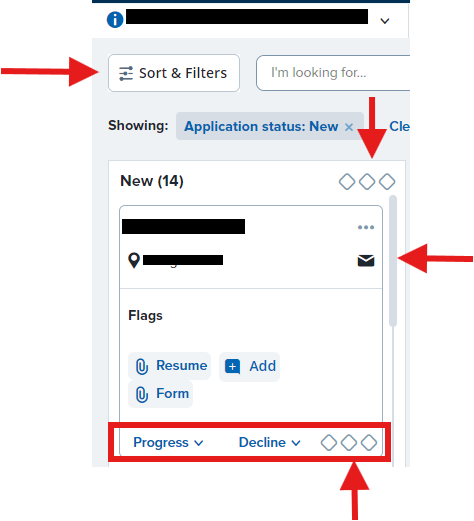 Sort & Filters
I'm looking for...
Showing:
Application status: New ×
Cle
New (14)
Flags
Resume
Add
Form
Progress
Decline